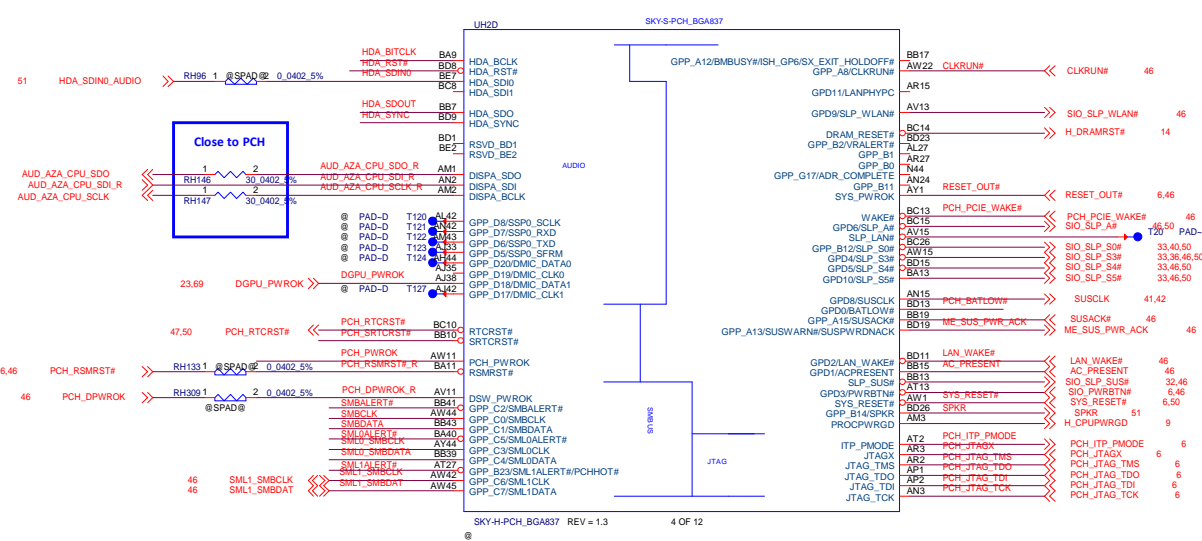 UH2D
SKY-S-PCH_BGA837
51 HDA_SDIN0_AUDIO
RH96 1 @SPAD@ 2 0_0402_5%
HDA_BITCLK BA9 HDA_BCLK
HDA_RST# BD8 HDA_RST#
HDA_SDIN0 BE7 HDA_SDI0
BC8 HDA_SDI1
HDA_SDOUT BB7 HDA_SDO
HDA_SYNC BD9 HDA_SYNC
BD1 RSVD_BD1
BE2 RSVD_BE2
Close to PCH
AUD_AZA_CPU_SDO 1 2 AUD_AZA_CPU_SDO_R AM1 DISPA_SDO
RH146 30_0402_5%
AUD_AZA_CPU_SDI_R AUD_AZA_CPU_SDI_R AN2 DISPA_SDI
AUD_AZA_CPU_SCLK 1 2 AUD_AZA_CPU_SCLK_R AM2 DISPA_BCLK
RH147 30_0402_5%
@ PAD~D T120 AL42 GPP_D8/SSP0_SCLK
@ PAD~D T121 AN42 GPP_D7/SSP0_RXD
@ PAD~D T122 AM43 GPP_D6/SSP0_TXD
@ PAD~D T123 AJ33 GPP_D5/SSP0_SFRM
@ PAD~D T124 AH44 GPP_D20/DMIC_DATA0
AJ35 GPP_D19/DMIC_CLK0
23,69 DGPU_PWROK DGPU_PWROK AJ38 GPP_D18/DMIC_DATA1
@ PAD~D T127 AJ42 GPP_D17/DMIC_CLK1
47,50 PCH_RTCRST# PCH_RTCRST# BC10 RTCRST#
PCH_SRTCRST# BB10 SRTCRST#
PCH_PWROK AW11 PCH_PWROK
6,46 PCH_RSMRST# RH133 1 @SPAD@ 2 0_0402_5% PCH_RSMRST#_R BA11 RSMRST#
46 PCH_DPWROK RH309 1 2 0_0402_5% PCH_DPWROK_R AV11 DSW_PWROK
@SPAD@
SMBALERT# BB41 GPP_C2/SMBALERT#
SMBCLK AW44 GPP_C0/SMBCLK
SMBDATA BB43 GPP_C1/SMBDATA
SML0ALERT# BA40 GPP_C5/SML0ALERT#
SML0_SMBCLK AY44 GPP_C3/SML0CLK
SML0_SMBDATA BB39 GPP_C4/SML0DATA
SML1ALERT# AT27 GPP_B23/SML1ALERT#/PCHHOT#
46 SML1_SMBCLK SML1_SMBCLK AW42 GPP_C6/SML1CLK
46 SML1_SMBDAT SML1_SMBDAT AW45 GPP_C7/SML1DATA
AUDIO
SMBUS
JTAG
GPP_A12/BMBUSY#/ISH_GP6/SX_EXIT_HOLDOFF# BB17
GPP_A8/CLKRUN# AW22 CLKRUN# CLKRUN# 46
GPD11/LANPHYPC AR15
GPD9/SLP_WLAN# AV13 SIO_SLP_WLAN# 46
DRAM_RESET# BC14 H_DRAMRST# 14
GPP_B2/VRALERT# BD23
GPP_B1 AL27
GPP_B0 AR27
GPP_G17/ADR_COMPLETE N44
GPP_B11 AN24
SYS_PWROK AY1 RESET_OUT# RESET_OUT# 6,46
WAKE# BC13 PCH_PCIE_WAKE# PCH_PCIE_WAKE# 46
GPD6/SLP_A# BC15 SIO_SLP_A# 46,50
SLP_LAN# AV15 T20 PAD~
GPP_B12/SLP_S0# BC26 SIO_SLP_S0# 33,40,50
GPD4/SLP_S3# AW15 SIO_SLP_S3# 33,36,46,50
GPD5/SLP_S4# BD15 SIO_SLP_S4# 33,46,50
GPD10/SLP_S5# BA13 SIO_SLP_S5# 33,46,50
GPD8/SUSCLK AN15 SUSCLK 41,42
GPD0/BATLOW# BD13 PCH_BATLOW#
GPP_A15/SUSACK# BB19 SUSACK# 46
GPP_A13/SUSWARN#/SUSPWRDNACK BD19 ME_SUS_PWR_ACK ME_SUS_PWR_ACK 46
GPD2/LAN_WAKE# BD11 LAN_WAKE# LAN_WAKE# 46
GPD1/ACPRESENT BB15 AC_PRESENT AC_PRESENT 46
SLP_SUS# BB13 SIO_SLP_SUS# 32,46
GPD3/PWRBTN# AT13 SIO_PWRBTN# 6,46
SYS_RESET# AW1 SYS_RESET# SYS_RESET# 6,50
GPP_B14/SPKR BD26 SPKR SPKR 51
PROCPWRGD AM3 H_CPUPWRGD 9
ITP_PMODE AT2 PCH_ITP_PMODE PCH_ITP_PMODE 6
JTAGX AR3 PCH_JTAGX PCH_JTAGX 6
JTAG_TMS AR2 PCH_JTAG_TMS PCH_JTAG_TMS 6
JTAG_TDO AP1 PCH_JTAG_TDO PCH_JTAG_TDO 6
JTAG_TDI AP2 PCH_JTAG_TDI PCH_JTAG_TDI 6
JTAG_TCK AN3 PCH_JTAG_TCK PCH_JTAG_TCK 6
SKY-H-PCH_BGA837 REV = 1.3 4 OF 12
@